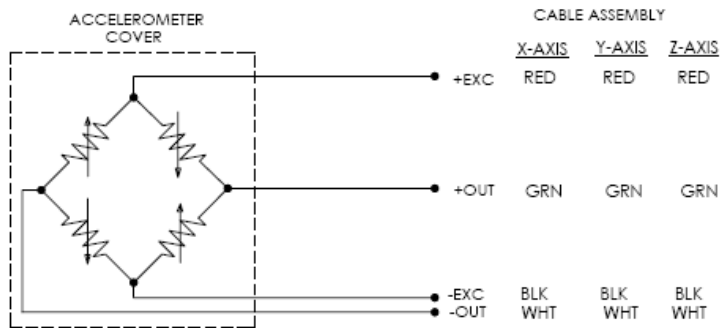 ACCELEROMETER
COVER
CABLE ASSEMBLY
X-AXIS Y-AXIS Z-AXIS
+EXC RED RED RED
+OUT GRN GRN GRN
-EXC BLK BLK BLK
-OUT WHT WHT WHT